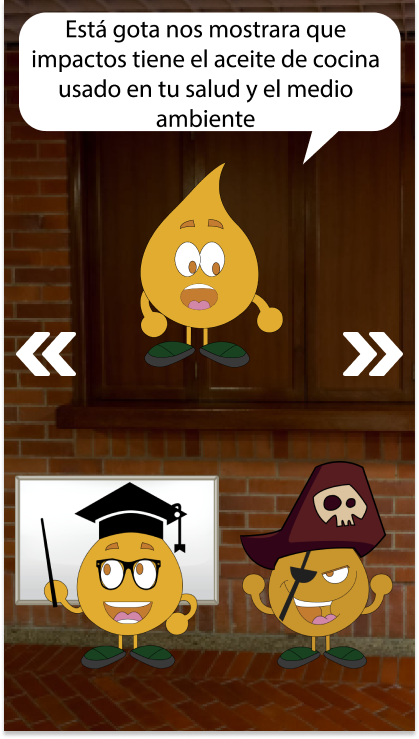 Está gota nos mostrara que
impactos tiene el aceite de cocina
usado en tu salud y el medio
ambiente